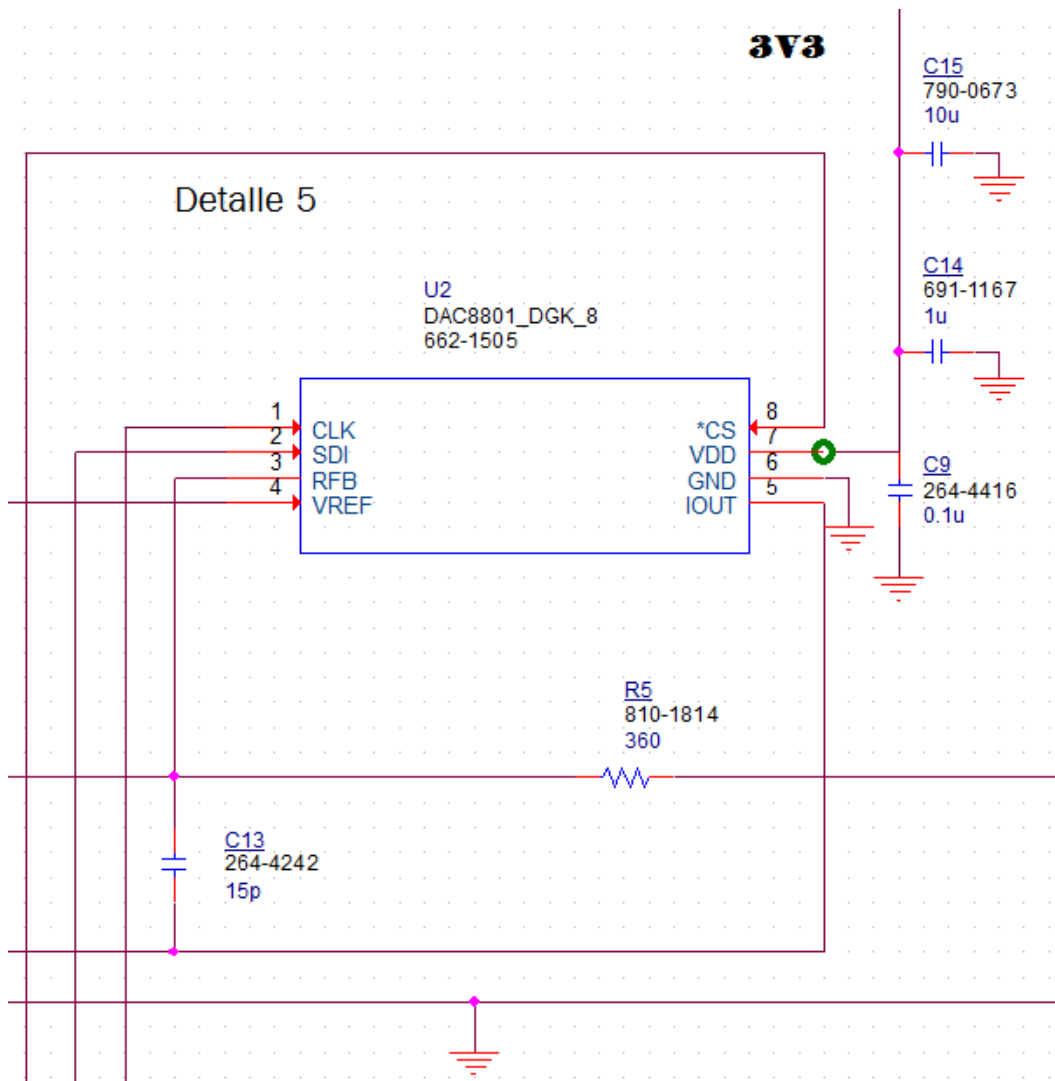 3V3
C15
790-0673
10u
Detalle 5
C14
691-1167
1u
U2
DAC8801_DGK_8
662-1505
1
CLK
2
SDI
3
RFB
4
VREF
8
*CS
7
VDD
6
GND
5
IOUT
C9
264-4416
0.1u
R5
810-1814
360
C13
264-4242
15p